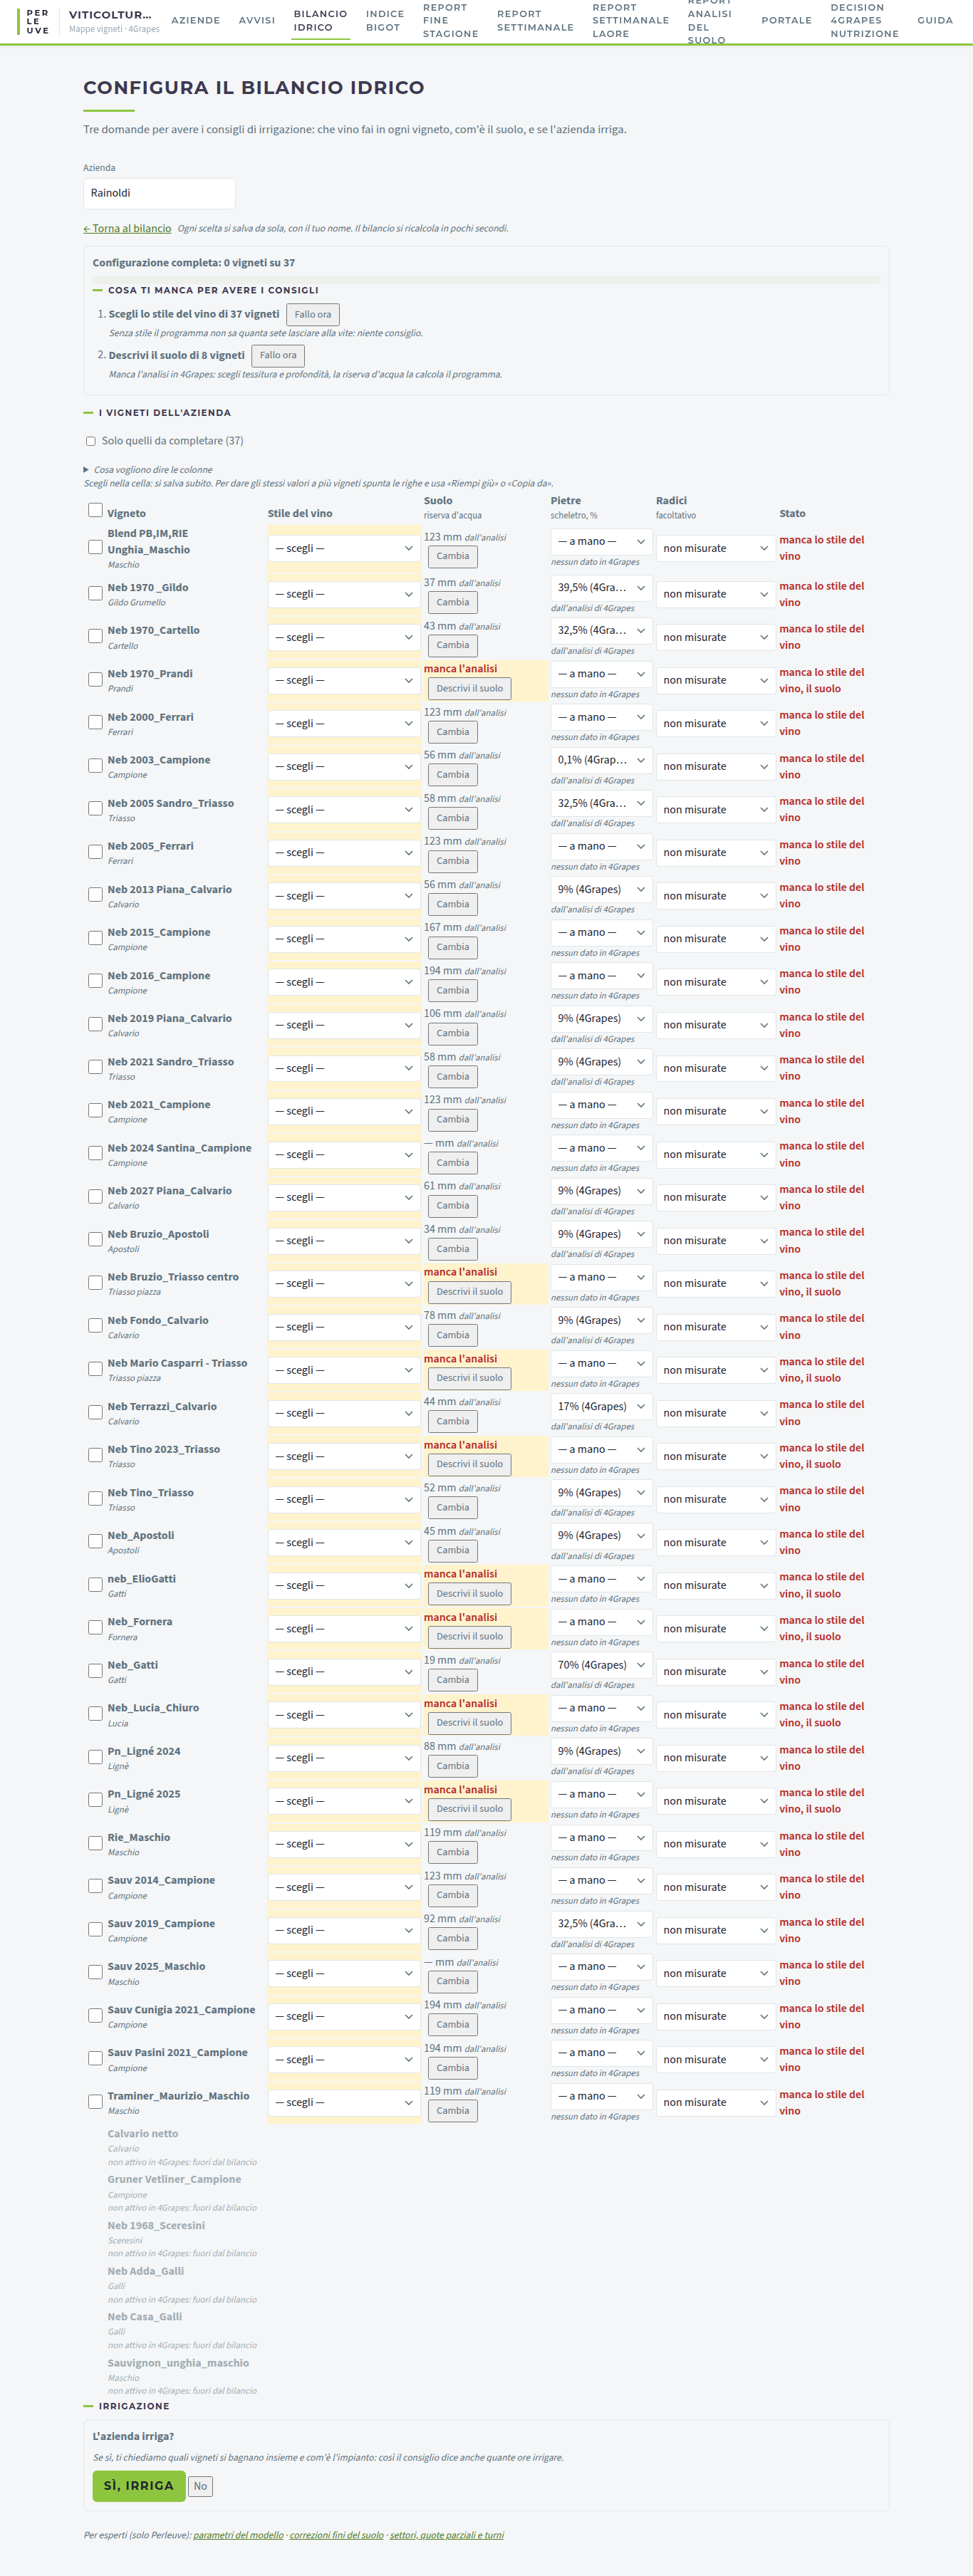 PER
LE
UVE
VITICOLTUR...
Mappe vigneti · 4Grapes
AZIENDE
AVVISI
BILANCIO
IDRICO
INDICE
BIGOT
REPORT
FINE
STAGIONE
REPORT
SETTIMANALE
REPORT
SETTIMANALE
LAORE
REPORT
ANALISI
DEL
SUOLO
PORTALE
DECISION
4GRAPES
NUTRIZIONE
GUIDA
CONFIGURA IL BILANCIO IDRICO
Tre domande per avere i consigli di irrigazione: che vino fai in ogni vigneto, com'è il suolo, e se l'azienda irriga.
Azienda
Rainoldi
← Torna al bilancio Ogni scelta si salva da sola, con il tuo nome. Il bilancio si ricalcola in pochi secondi.
Configurazione completa: 0 vigneti su 37
COSA TI MANCA PER AVERE I CONSIGLI
1. Scegli lo stile del vino di 37 vigneti Fallo ora
Senza stile il programma non sa quanta sete lasciare alla vite: niente consiglio.
2. Descrivi il suolo di 8 vigneti Fallo ora
Manca l'analisi in 4Grapes: scegli tessitura e profondità, la riserva d'acqua la calcola il programma.
I VIGNETI DELL'AZIENDA
Solo quelli da completare (37)
Cosa vogliono dire le colonne
Scegli nella cella: si salva subito. Per dare gli stessi valori a più vigneti spunta le righe e usa «Riempi giù» o «Copia da».
Vigneto Stile del vino Suolo riserva d'acqua Pietre scheletro, % Radici facoltativo Stato
Blend PB,IM,RIE Unghia_Maschio Maschio — scegli — 123 mm dall'analisi Cambia — a mano — nessun dato in 4Grapes non misurate manca lo stile del vino
Neb 1970 _Gildo Gildo Grumello — scegli — 37 mm dall'analisi Cambia 39,5% (4Gra... dall'analisi di 4Grapes non misurate manca lo stile del vino
Neb 1970_Cartello Cartello — scegli — 43 mm dall'analisi Cambia 32,5% (4Gra... dall'analisi di 4Grapes non misurate manca lo stile del vino
Neb 1970_Prandi Prandi — scegli — manca l'analisi Descrivi il suolo — a mano — nessun dato in 4Grapes non misurate manca lo stile del vino, il suolo
Neb 2000_Ferrari Ferrari — scegli — 123 mm dall'analisi Cambia — a mano — nessun dato in 4Grapes non misurate manca lo stile del vino
Neb 2003_Campione Campione — scegli — 56 mm dall'analisi Cambia 0,1% (4Grap... dall'analisi di 4Grapes non misurate manca lo stile del vino
Neb 2005 Sandro_Triasso Triasso — scegli — 58 mm dall'analisi Cambia 32,5% (4Gra... dall'analisi di 4Grapes non misurate manca lo stile del vino
Neb 2005_Ferrari Ferrari — scegli — 123 mm dall'analisi Cambia — a mano — nessun dato in 4Grapes non misurate manca lo stile del vino
Neb 2013 Piana_Calvario Calvario — scegli — 56 mm dall'analisi Cambia 9% (4Grapes) dall'analisi di 4Grapes non misurate manca lo stile del vino
Neb 2015_Campione Campione — scegli — 167 mm dall'analisi Cambia — a mano — nessun dato in 4Grapes non misurate manca lo stile del vino
Neb 2016_Campione Campione — scegli — 194 mm dall'analisi Cambia — a mano — nessun dato in 4Grapes non misurate manca lo stile del vino
Neb 2019 Piana_Calvario Calvario — scegli — 106 mm dall'analisi Cambia 9% (4Grapes) dall'analisi di 4Grapes non misurate manca lo stile del vino
Neb 2021 Sandro_Triasso Triasso — scegli — 58 mm dall'analisi Cambia 9% (4Grapes) dall'analisi di 4Grapes non misurate manca lo stile del vino
Neb 2021_Campione Campione — scegli — 123 mm dall'analisi Cambia — a mano — nessun dato in 4Grapes non misurate manca lo stile del vino
Neb 2024 Santina_Campione Campione — scegli — — mm dall'analisi Cambia — a mano — nessun dato in 4Grapes non misurate manca lo stile del vino
Neb 2027 Piana_Calvario Calvario — scegli — 61 mm dall'analisi Cambia 9% (4Grapes) dall'analisi di 4Grapes non misurate manca lo stile del vino
Neb Bruzio_Apostoli Apostoli — scegli — 34 mm dall'analisi Cambia 9% (4Grapes) dall'analisi di 4Grapes non misurate manca lo stile del vino
Neb Bruzio_Triasso centro Triasso piazza — scegli — manca l'analisi Descrivi il suolo — a mano — nessun dato in 4Grapes non misurate manca lo stile del vino, il suolo
Neb Fondo_Calvario Calvario — scegli — 78 mm dall'analisi Cambia 9% (4Grapes) dall'analisi di 4Grapes non misurate manca lo stile del vino
Neb Mario Casparri - Triasso Triasso piazza — scegli — manca l'analisi Descrivi il suolo — a mano — nessun dato in 4Grapes non misurate manca lo stile del vino, il suolo
Neb Terrazzi_Calvario Calvario — scegli — 44 mm dall'analisi Cambia 17% (4Grapes) dall'analisi di 4Grapes non misurate manca lo stile del vino
Neb Tino 2023_Triasso Triasso — scegli — manca l'analisi Descrivi il suolo — a mano — nessun dato in 4Grapes non misurate manca lo stile del vino, il suolo
Neb Tino_Triasso Triasso — scegli — 52 mm dall'analisi Cambia 9% (4Grapes) dall'analisi di 4Grapes non misurate manca lo stile del vino
Neb_Apostoli Apostoli — scegli — 45 mm dall'analisi Cambia 9% (4Grapes) dall'analisi di 4Grapes non misurate manca lo stile del vino
neb_ElioGatti Gatti — scegli — manca l'analisi Descrivi il suolo — a mano — nessun dato in 4Grapes non misurate manca lo stile del vino, il suolo
Neb_Fornera Fornera — scegli — manca l'analisi Descrivi il suolo — a mano — nessun dato in 4Grapes non misurate manca lo stile del vino, il suolo
Neb_Gatti Gatti — scegli — 19 mm dall'analisi Cambia 70% (4Grapes) dall'analisi di 4Grapes non misurate manca lo stile del vino
Neb_Lucia_Chiuro Lucia — scegli — manca l'analisi Descrivi il suolo — a mano — nessun dato in 4Grapes non misurate manca lo stile del vino, il suolo
Pn_Ligné 2024 Lignè — scegli — 88 mm dall'analisi Cambia 9% (4Grapes) dall'analisi di 4Grapes non misurate manca lo stile del vino
Pn_Ligné 2025 Lignè — scegli — manca l'analisi Descrivi il suolo — a mano — nessun dato in 4Grapes non misurate manca lo stile del vino, il suolo
Rie_Maschio Maschio — scegli — 119 mm dall'analisi Cambia — a mano — nessun dato in 4Grapes non misurate manca lo stile del vino
Sauv 2014_Campione Campione — scegli — 123 mm dall'analisi Cambia — a mano — nessun dato in 4Grapes non misurate manca lo stile del vino
Sauv 2019_Campione Campione — scegli — 92 mm dall'analisi Cambia 32,5% (4Gra... dall'analisi di 4Grapes non misurate manca lo stile del vino
Sauv 2025_Maschio Maschio — scegli — — mm dall'analisi Cambia — a mano — nessun dato in 4Grapes non misurate manca lo stile del vino
Sauv Cunigia 2021_Campione Campione — scegli — 194 mm dall'analisi Cambia — a mano — nessun dato in 4Grapes non misurate manca lo stile del vino
Sauv Pasini 2021_Campione Campione — scegli — 194 mm dall'analisi Cambia — a mano — nessun dato in 4Grapes non misurate manca lo stile del vino
Traminer_Maurizio_Maschio Maschio — scegli — 119 mm dall'analisi Cambia — a mano — nessun dato in 4Grapes non misurate manca lo stile del vino
Calvario netto
Calvario
non attivo in 4Grapes: fuori dal bilancio
Gruner Vetliner_Campione
Campione
non attivo in 4Grapes: fuori dal bilancio
Neb 1968_Sceresini
Sceresini
non attivo in 4Grapes: fuori dal bilancio
Neb Adda_Galli
Galli
non attivo in 4Grapes: fuori dal bilancio
Neb Casa_Galli
Galli
non attivo in 4Grapes: fuori dal bilancio
Sauvignon_unghia_maschio
Maschio
non attivo in 4Grapes: fuori dal bilancio
IRRIGAZIONE
L'azienda irriga?
Se sì, ti chiediamo quali vigneti si bagnano insieme e com'è l'impianto: così il consiglio dice anche quante ore irrigare.
SÌ, IRRIGA No
Per esperti (solo Perleuve): parametri del modello · correzioni fini del suolo · settori, quote parziali e turni